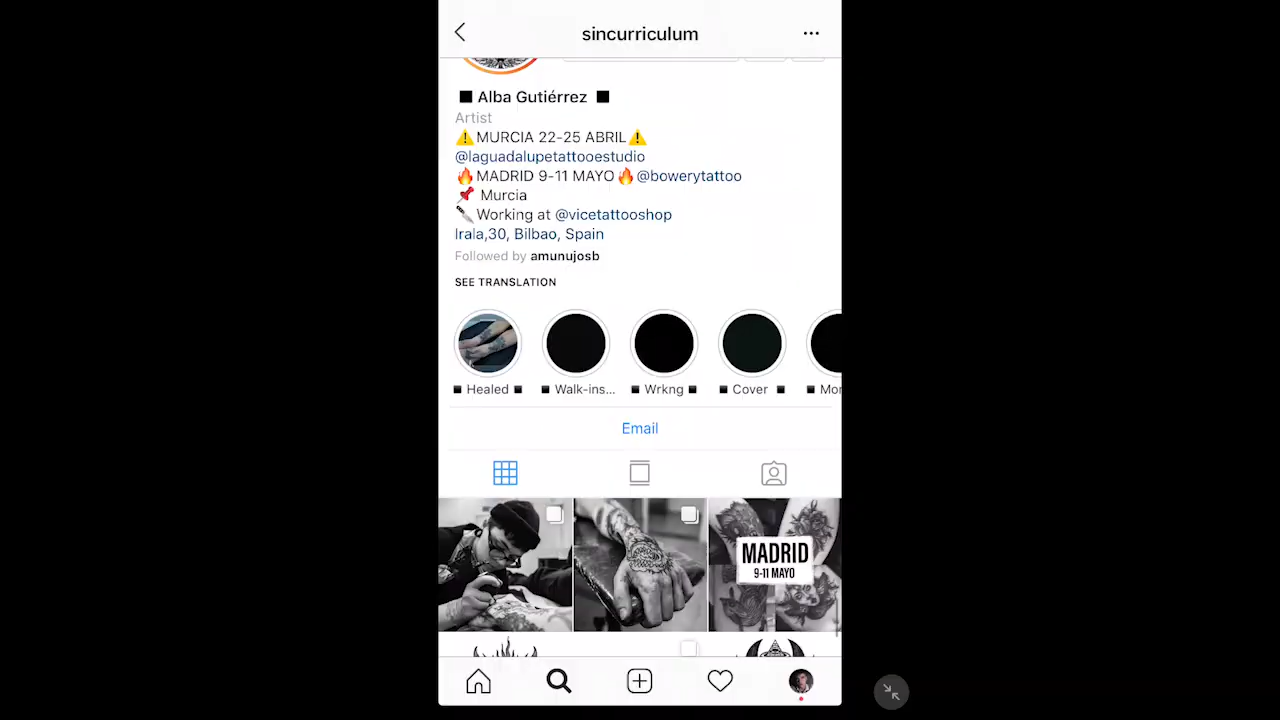 sincurriculum
Alba Gutiérrez
Artist
⚠️MURCIA 22-25 ABRIL⚠️
@laguadalupetattooestudio
🔥MADRID 9-11 MAYO🔥@bowerytattoo
📌 Murcia
🔪Working at @vicetattooshop
Irala,30, Bilbao, Spain
Followed by amunujosb
SEE TRANSLATION
Healed
Walk-ins...
Wrkng
Cover
Mor
Email
MADRID
9-11 MAYO